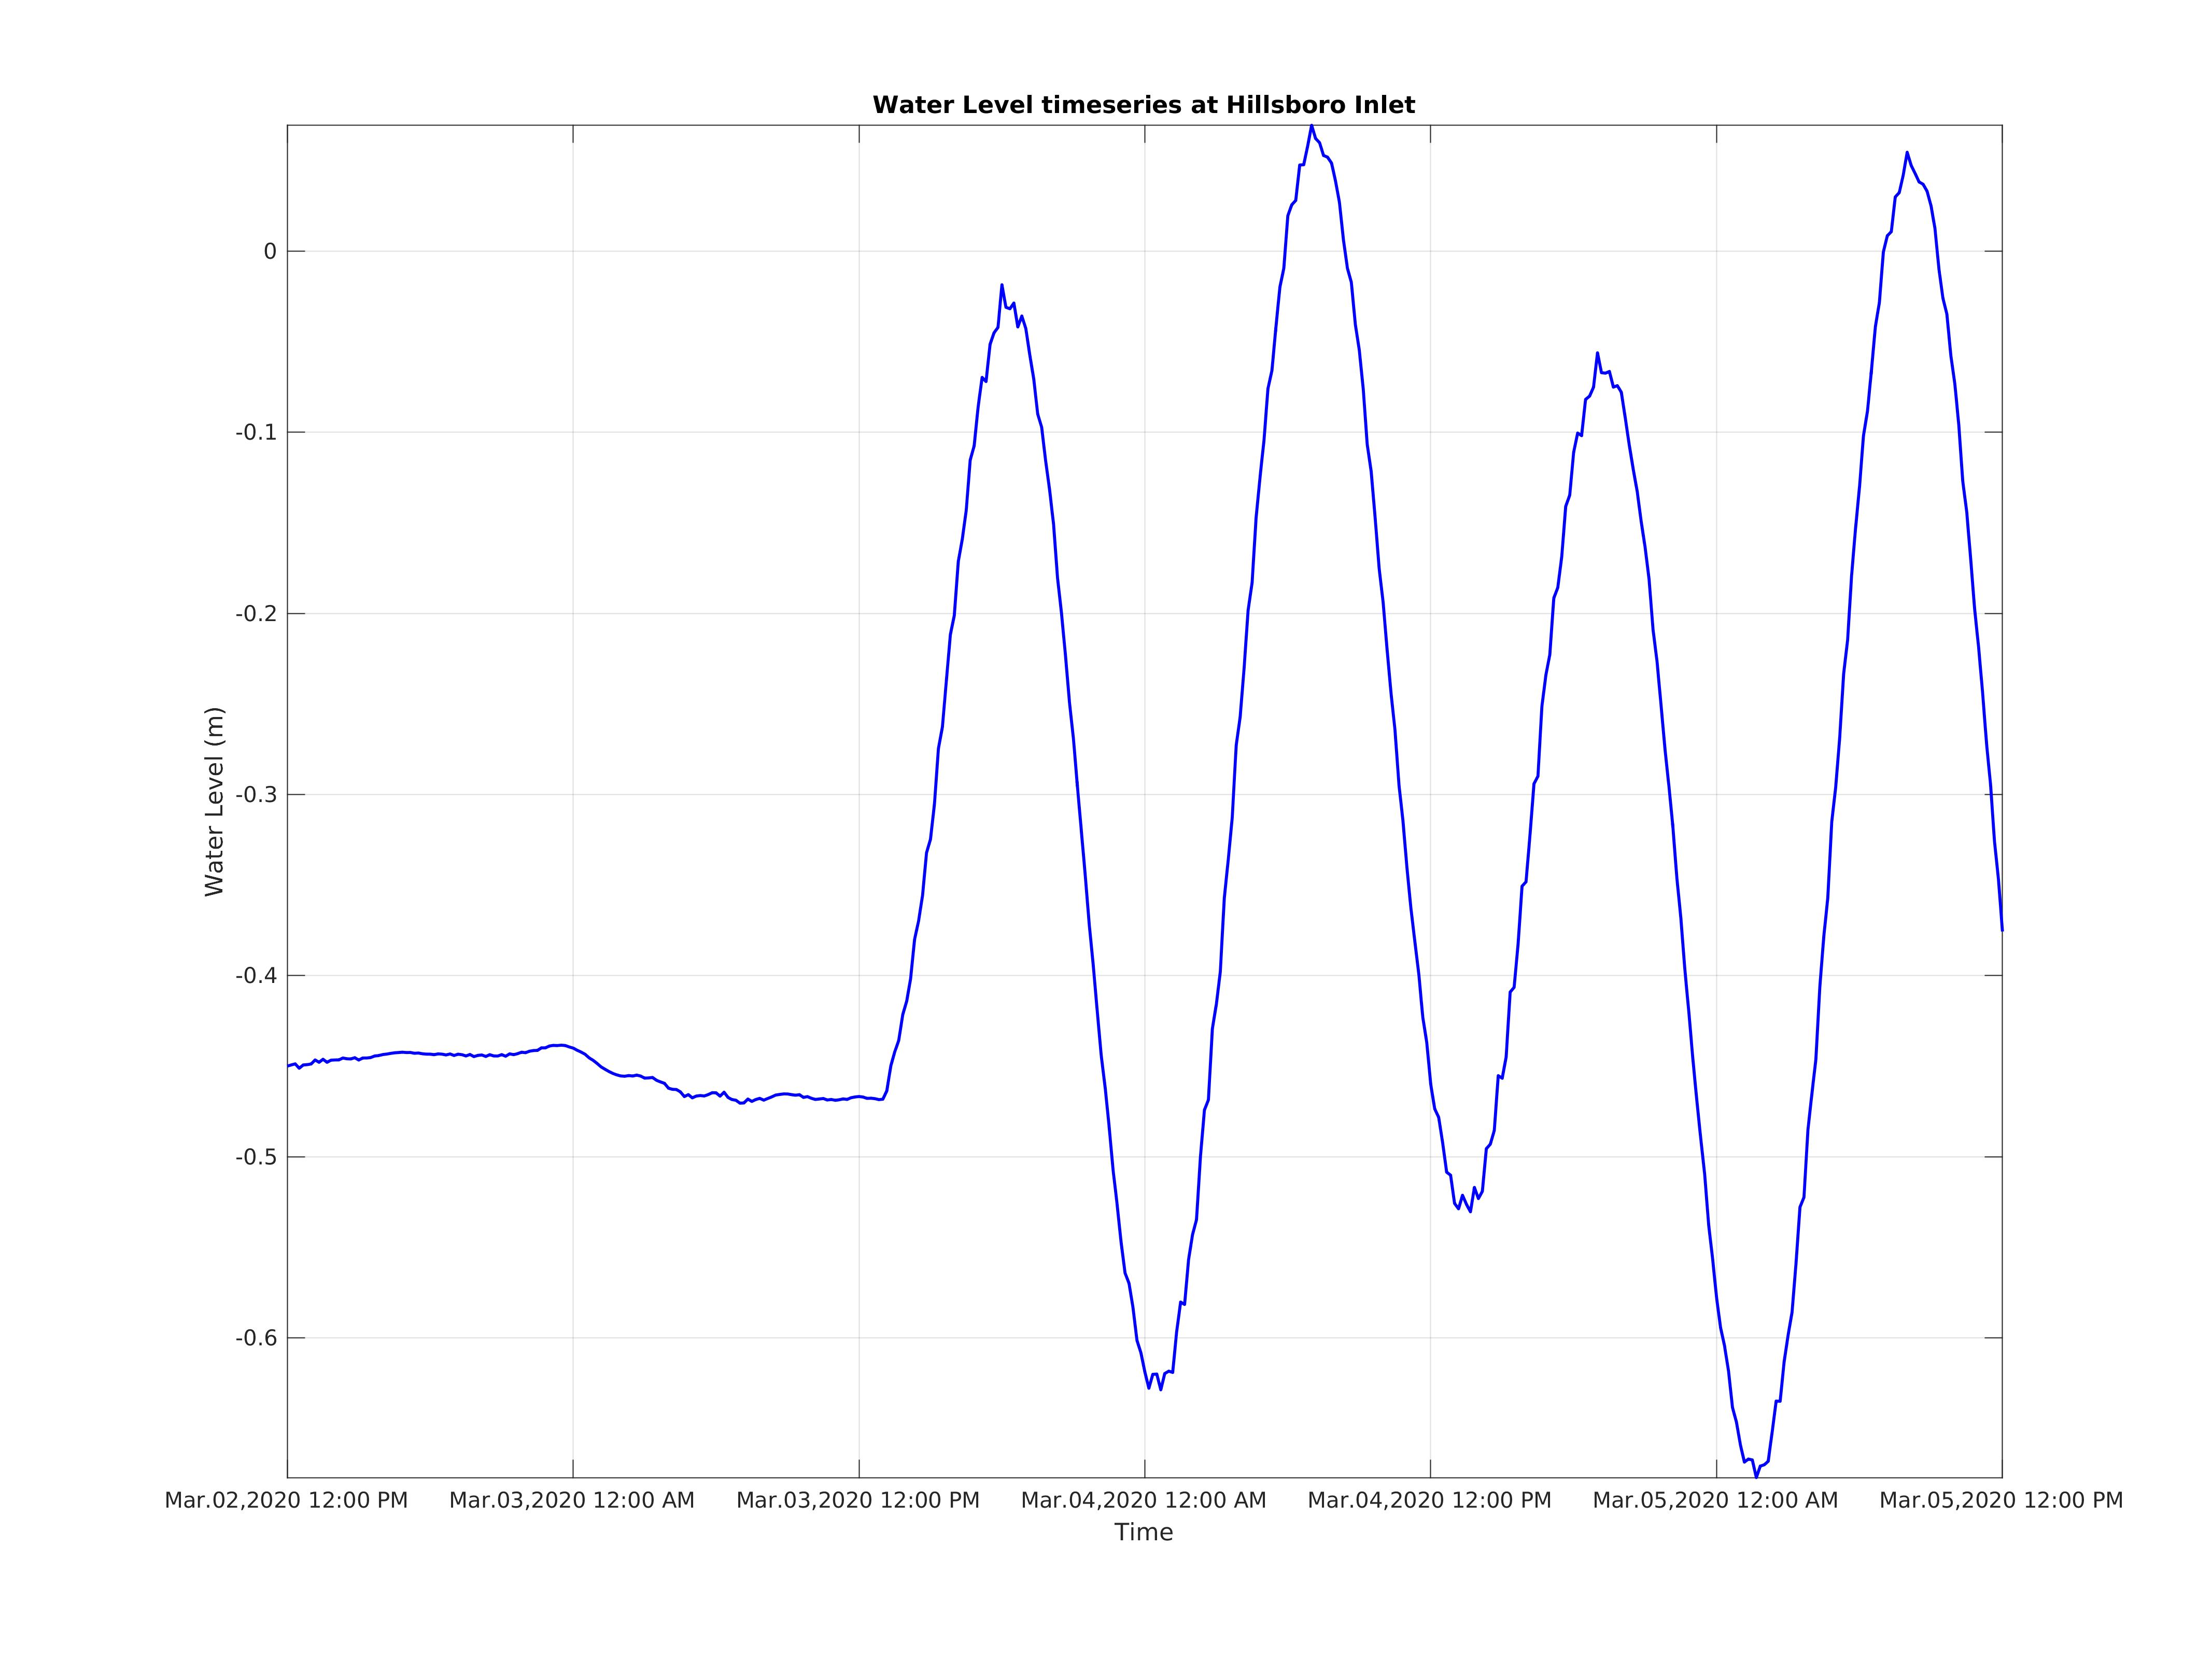 Water Level timeseries at Hillsboro Inlet
0
-0.1
-0.2
-0.3
-0.4
-0.5
-0.6
Water Level (m)
Mar.02,2020 12:00 PM
Mar.03,2020 12:00 AM
Mar.03,2020 12:00 PM
Mar.04,2020 12:00 AM
Mar.04,2020 12:00 PM
Mar.05,2020 12:00 AM
Mar.05,2020 12:00 PM
Time